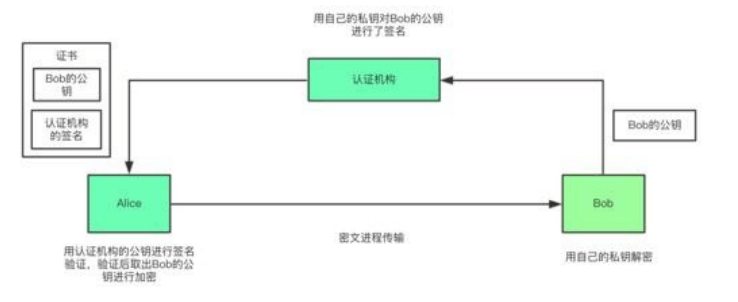 用自己的私钥对Bob的公钥
进行了签名
证书
Bob的公
钥
认证机构
的签名
认证机构
Bob的公钥
Alice
Bob
密文进程传输
用认证机构的公钥进行签名
验证，验证后取出Bob的公
钥进行加密
用自己的私钥解密